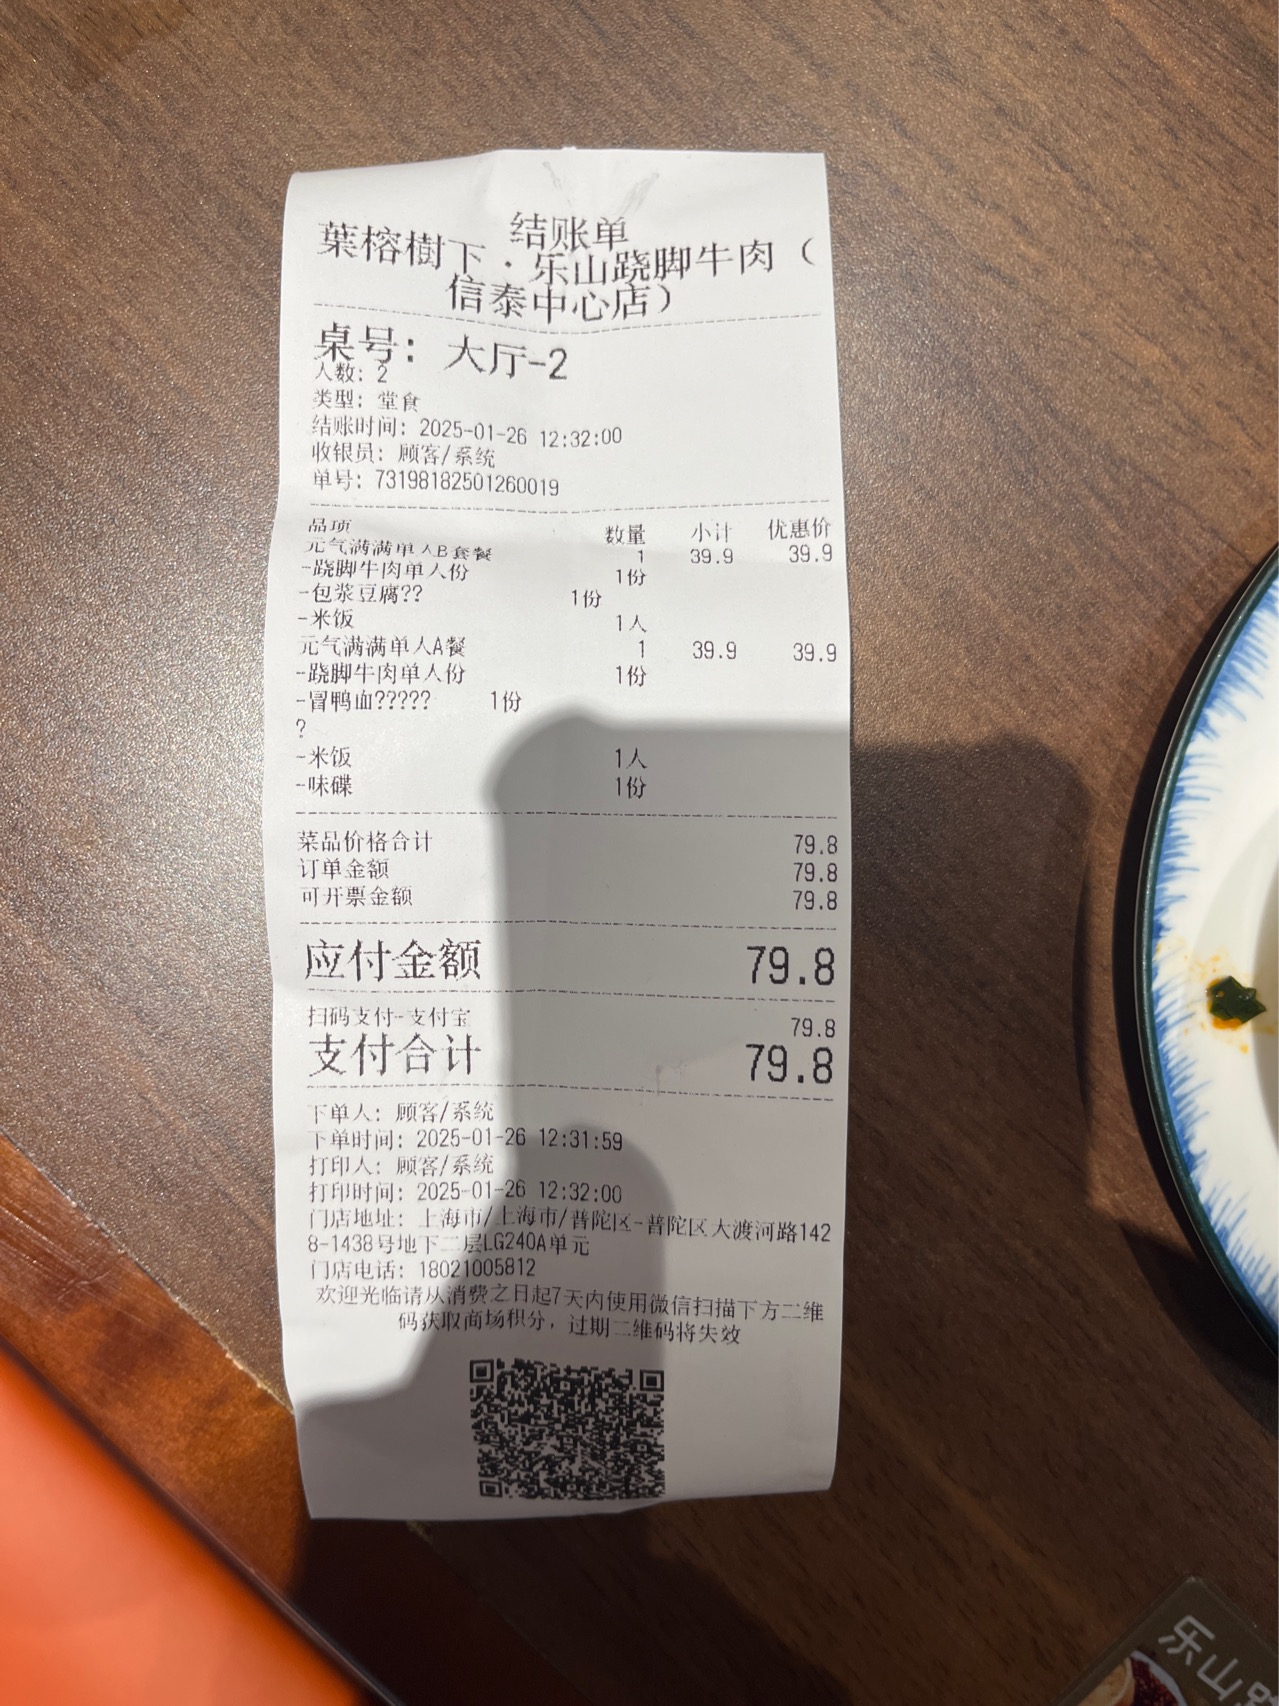 结账单
葉榕樹下·乐山跷脚牛肉（
信泰中心店）
桌号：大厅-2
人数：2
类型：堂食
结账时间：2025-01-26 12:32:00
收银员：顾客/系统
单号：73198182501260019
品项 数量 小计 优惠价
元气满满单人B套餐 1 39.9 39.9
-跷脚牛肉单人份 1份
-包浆豆腐?? 1份
-米饭 1人
元气满满单人A餐 1 39.9 39.9
-跷脚牛肉单人份 1份
-冒鸭血????? 1份
?
-米饭 1人
-味碟 1份
菜品价格合计 79.8
订单金额 79.8
可开票金额 79.8
应付金额 79.8
扫码支付-支付宝 79.8
支付合计 79.8
下单人：顾客/系统
下单时间：2025-01-26 12:31:59
打印人：顾客/系统
打印时间：2025-01-26 12:32:00
门店地址：上海市/上海市/普陀区-普陀区大渡河路142
8-1438号地下二层LG240A单元
门店电话：18021005812
欢迎光临请从消费之日起7天内使用微信扫描下方二维
码获取商场积分，过期二维码将失效
乐山